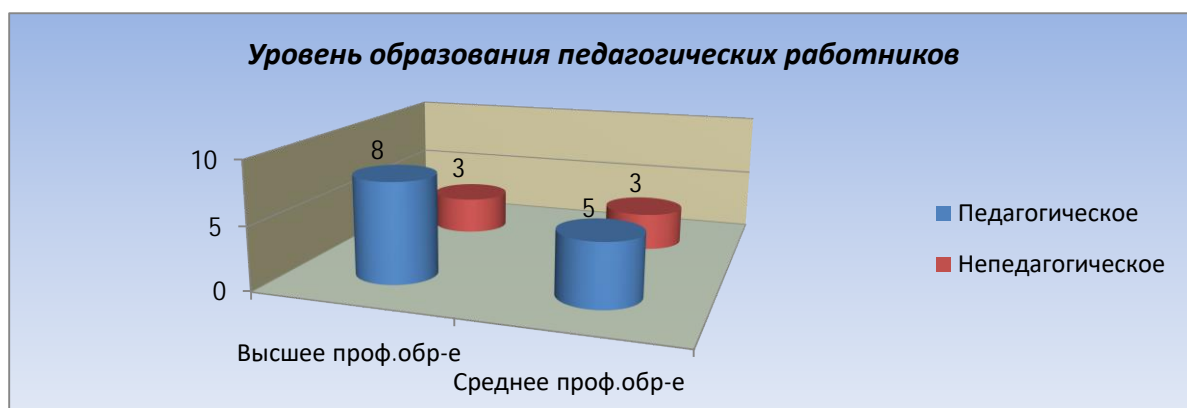 Уровень образования педагогических работников
10
5
0
8
3
5
3
Высшее проф.обр-е
Среднее проф.обр-е
Педагогическое
Непедагогическое